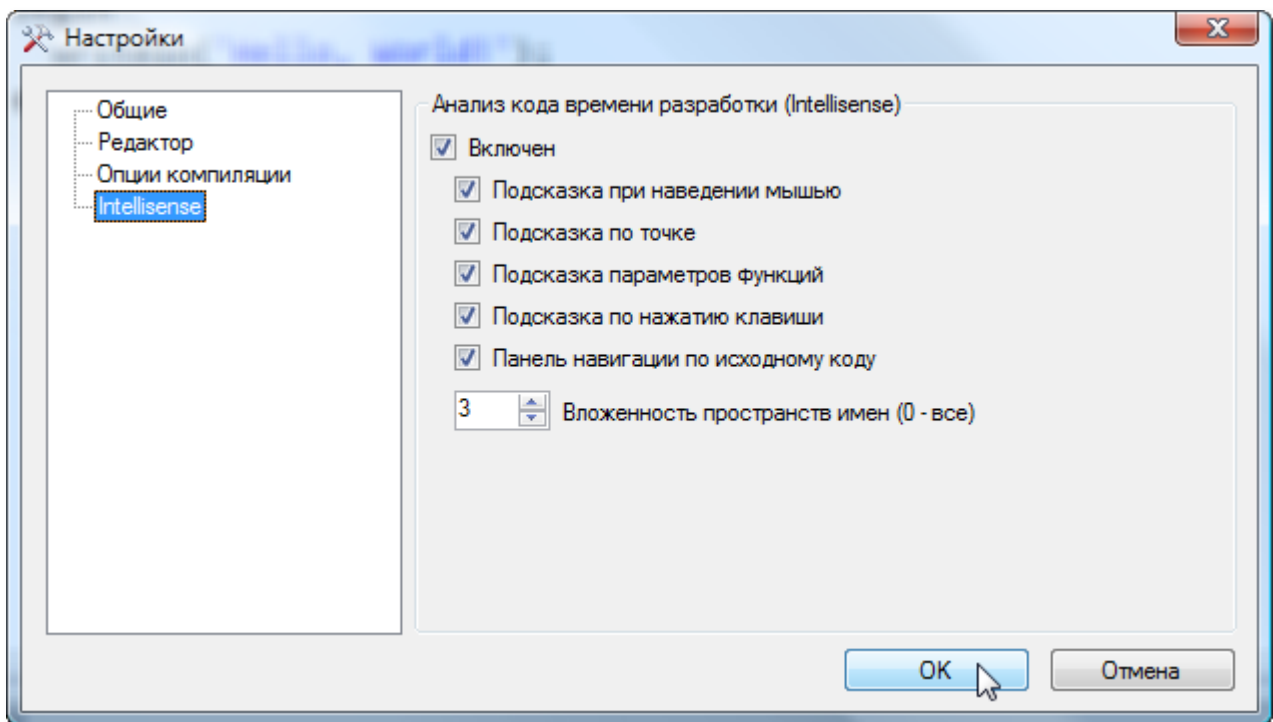 Настройки
Общие
Редактор
Опции компиляции
Intellisense
Анализ кода времени разработки (Intellisense)
Включен
Подсказка при наведении мышью
Подсказка по точке
Подсказка параметров функций
Подсказка по нажатию клавиши
Панель навигации по исходному коду
3 Вложенность пространств имен (0 - все)
OK Отмена